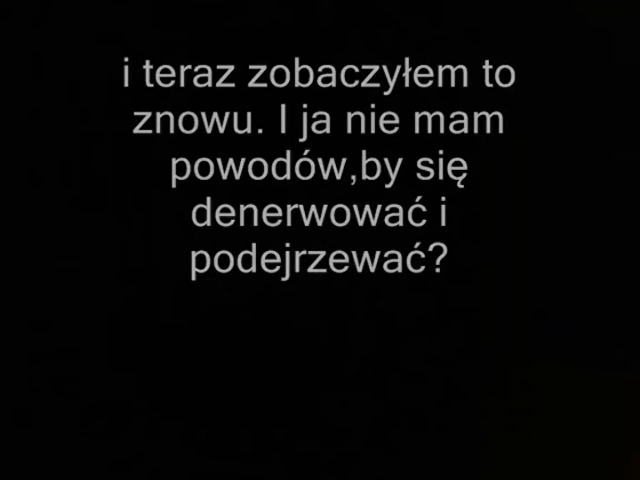 i teraz zobaczyłem to
znowu. I ja nie mam
powodów,by się
denerwować i
podejrzewać?